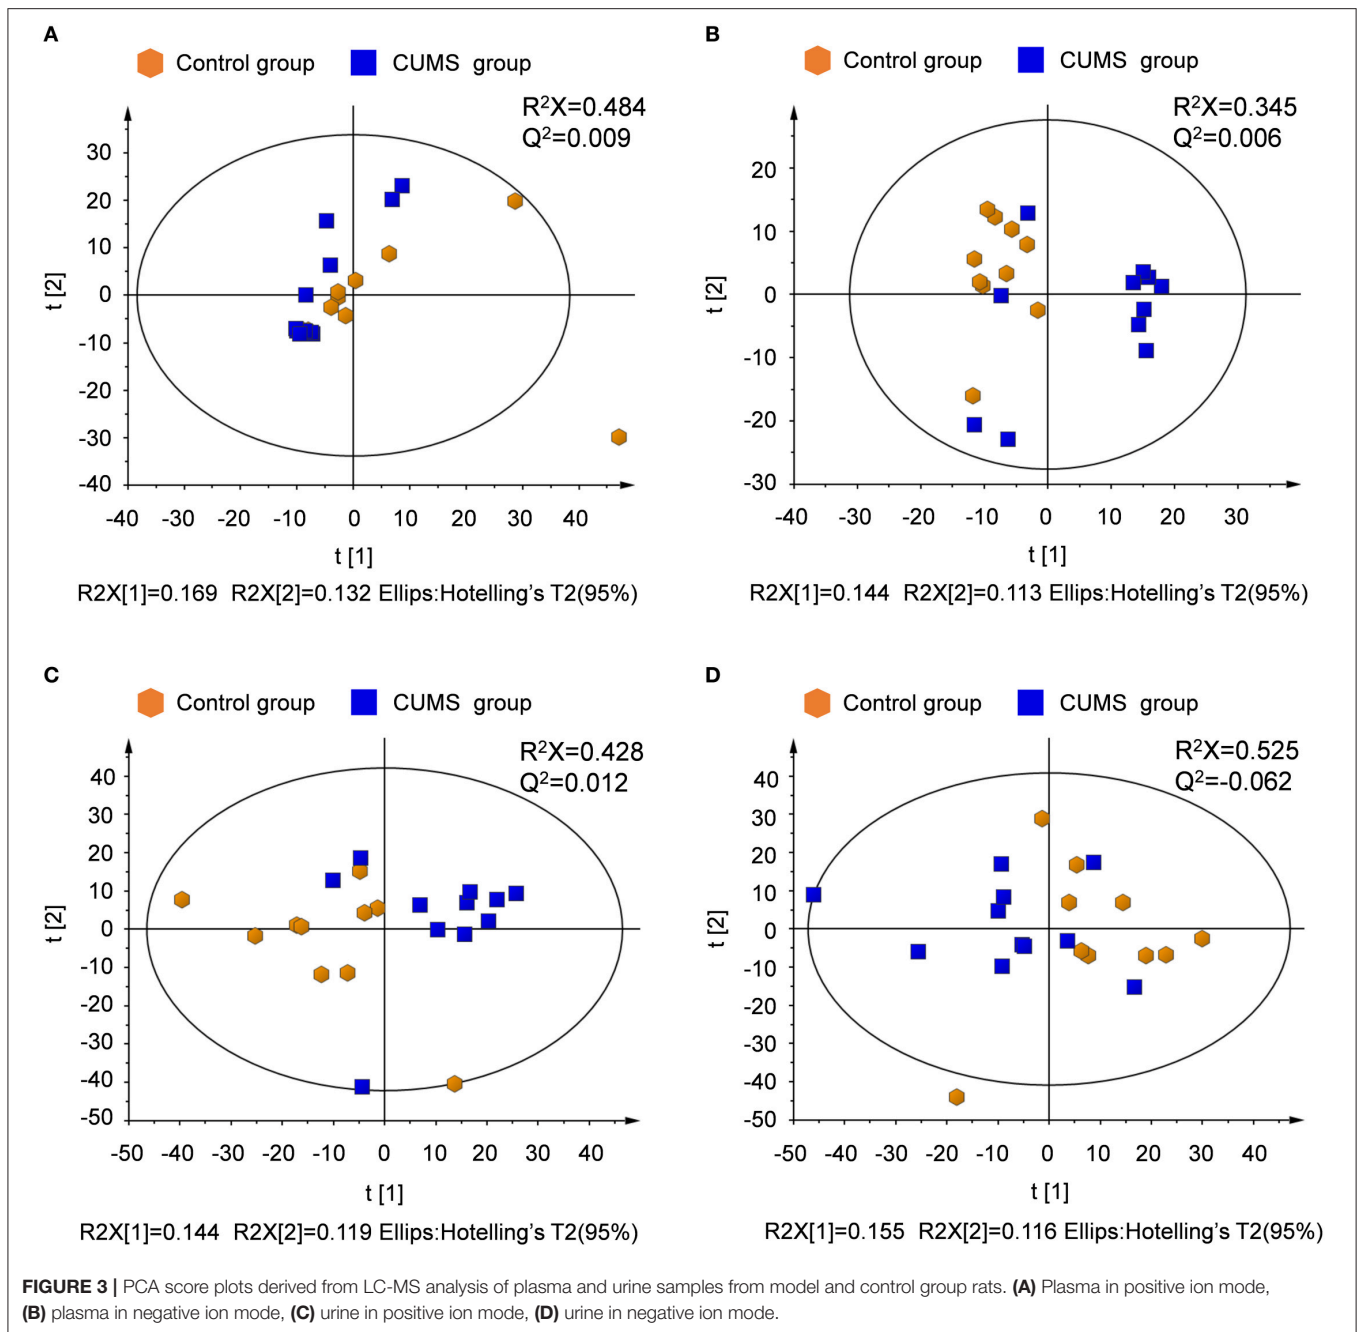 A
Control group CUMS group
R²X=0.484
Q²=0.009
30
20
10
0
-10
-20
-30
-40
t [2]
-40 -30 -20 -10 0 10 20 30 40
t [1]
R2X[1]=0.169 R2X[2]=0.132 Ellips:Hotelling's T2(95%)
B
Control group CUMS group
R²X=0.345
Q²=0.006
20
10
0
-10
-20
-30
t [2]
-40 -30 -20 -10 0 10 20 30
t [1]
R2X[1]=0.144 R2X[2]=0.113 Ellips:Hotelling's T2(95%)
C
Control group CUMS group
R²X=0.428
Q²=0.012
40
30
20
10
0
-10
-20
-30
-40
-50
t [2]
-50 -40 -30 -20 -10 0 10 20 30 40
t [1]
R2X[1]=0.144 R2X[2]=0.119 Ellips:Hotelling's T2(95%)
D
Control group CUMS group
R²X=0.525
Q²=-0.062
40
30
20
10
0
-10
-20
-30
-40
-50
t [2]
-50 -40 -30 -20 -10 0 10 20 30 40
t [1]
R2X[1]=0.155 R2X[2]=0.116 Ellips:Hotelling's T2(95%)
FIGURE 3 | PCA score plots derived from LC-MS analysis of plasma and urine samples from model and control group rats. (A) Plasma in positive ion mode,
(B) plasma in negative ion mode, (C) urine in positive ion mode, (D) urine in negative ion mode.